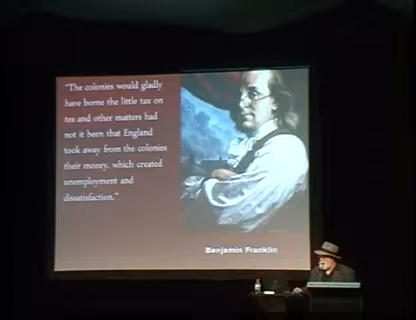 "The colonies would gladly
have borne the little tax on
tea and other matters had
not it been that England
took away from the colonies
their money, which created
unemployment and
dissatisfaction."
Benjamin Franklin